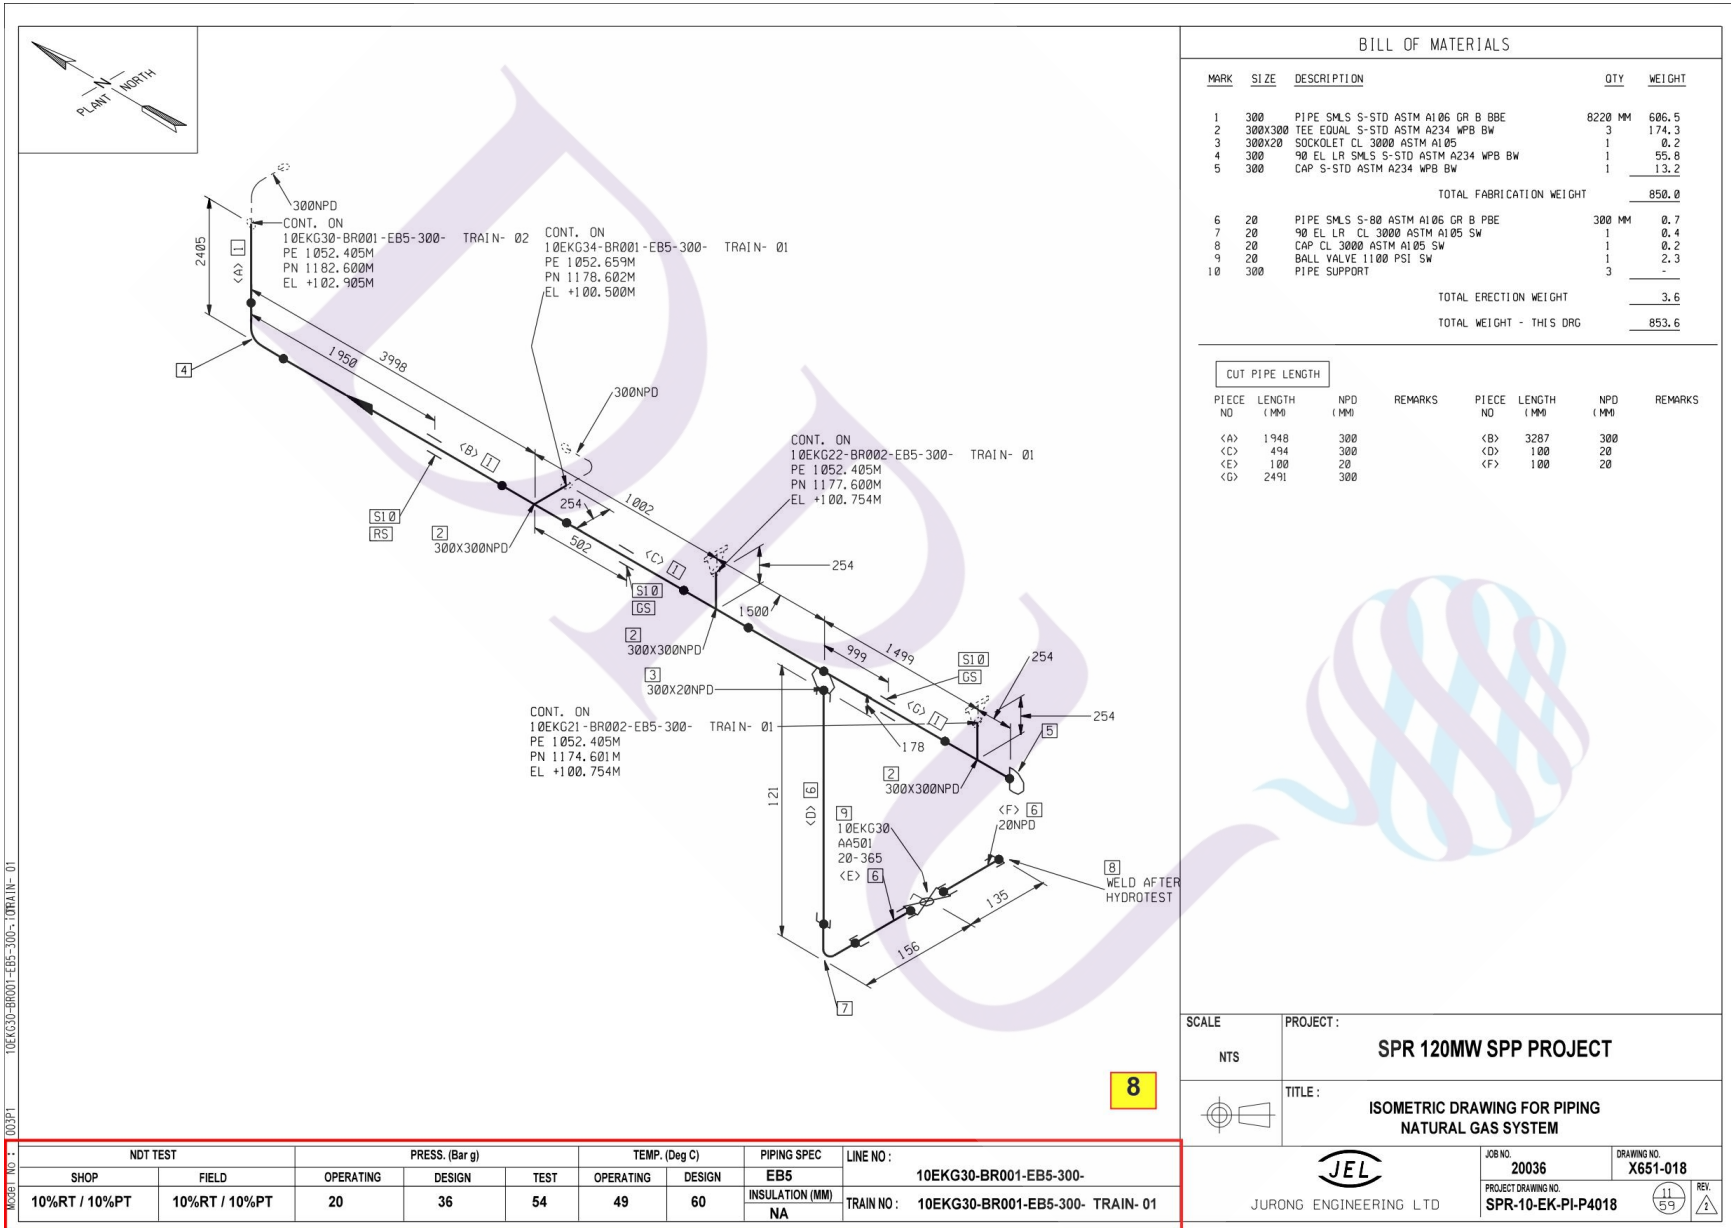 N
PLANT NORTH
300NPD
CONT. ON
10EKG30-BR001-EB5-300- TRAIN- 02
PE 1052.405M
PN 1182.600M
EL +102.905M
2405
<A> 1
CONT. ON
10EKG34-BR001-EB5-300- TRAIN- 01
PE 1052.659M
PN 1178.602M
EL +100.500M
4
1950
3998
300NPD
<B> 1
CONT. ON
10EKG22-BR002-EB5-300- TRAIN- 01
PE 1052.405M
PN 1177.600M
EL +100.754M
S10
RS
2
300X300NPD
254
502
1002
<C> 1
254
S10
GS
1500
2
300X300NPD
3
300X20NPD
999
1499
S10
GS
254
<G> 1
254
CONT. ON
10EKG21-BR002-EB5-300- TRAIN- 01
PE 1052.405M
PN 1174.601M
EL +100.754M
178
5
2
300X300NPD
121
<D> 6
9
10EKG30
AA501
20-365
<E> 6
<F> 6
20NPD
8
WELD AFTER
HYDROTEST
135
156
7
8
10EKG30-BR001-EB5-300-
TRAIN- 01
Model No : 003P1
BILL OF MATERIALS
MARK SIZE DESCRIPTION QTY WEIGHT
1 300 PIPE SMLS S-STD ASTM A106 GR B BBE 8220 MM 606.5
2 300X300 TEE EQUAL S-STD ASTM A234 WPB BW 3 174.3
3 300X20 SOCKOLET CL 3000 ASTM A105 1 0.2
4 300 90 EL LR SMLS S-STD ASTM A234 WPB BW 1 55.8
5 300 CAP S-STD ASTM A234 WPB BW 1 13.2
TOTAL FABRICATION WEIGHT 850.0
6 20 PIPE SMLS S-80 ASTM A106 GR B PBE 300 MM 0.7
7 20 90 EL LR CL 3000 ASTM A105 SW 1 0.4
8 20 CAP CL 3000 ASTM A105 SW 1 0.2
9 20 BALL VALVE 1100 PSI SW 1 2.3
10 300 PIPE SUPPORT 3 -
TOTAL ERECTION WEIGHT 3.6
TOTAL WEIGHT - THIS DRG 853.6
CUT PIPE LENGTH
PIECE LENGTH NPD REMARKS PIECE LENGTH NPD REMARKS
NO (MM) (MM) NO (MM) (MM)
<A> 1948 300 <B> 3287 300
<C> 494 300 <D> 100 20
<E> 100 20 <F> 100 20
<G> 2491 300
SCALE
NTS
PROJECT :
SPR 120MW SPP PROJECT
TITLE :
ISOMETRIC DRAWING FOR PIPING
NATURAL GAS SYSTEM
JEL
JURONG ENGINEERING LTD
JOB NO.
20036
DRAWING NO.
X651-018
PROJECT DRAWING NO.
SPR-10-EK-PI-P4018
11
59
REV.
2
NDT TEST PRESS. (Bar g) TEMP. (Deg C) PIPING SPEC LINE NO :
SHOP FIELD OPERATING DESIGN TEST OPERATING DESIGN EB5 10EKG30-BR001-EB5-300-
10%RT / 10%PT 10%RT / 10%PT 20 36 54 49 60 INSULATION (MM) TRAIN NO : 10EKG30-BR001-EB5-300- TRAIN- 01
NA